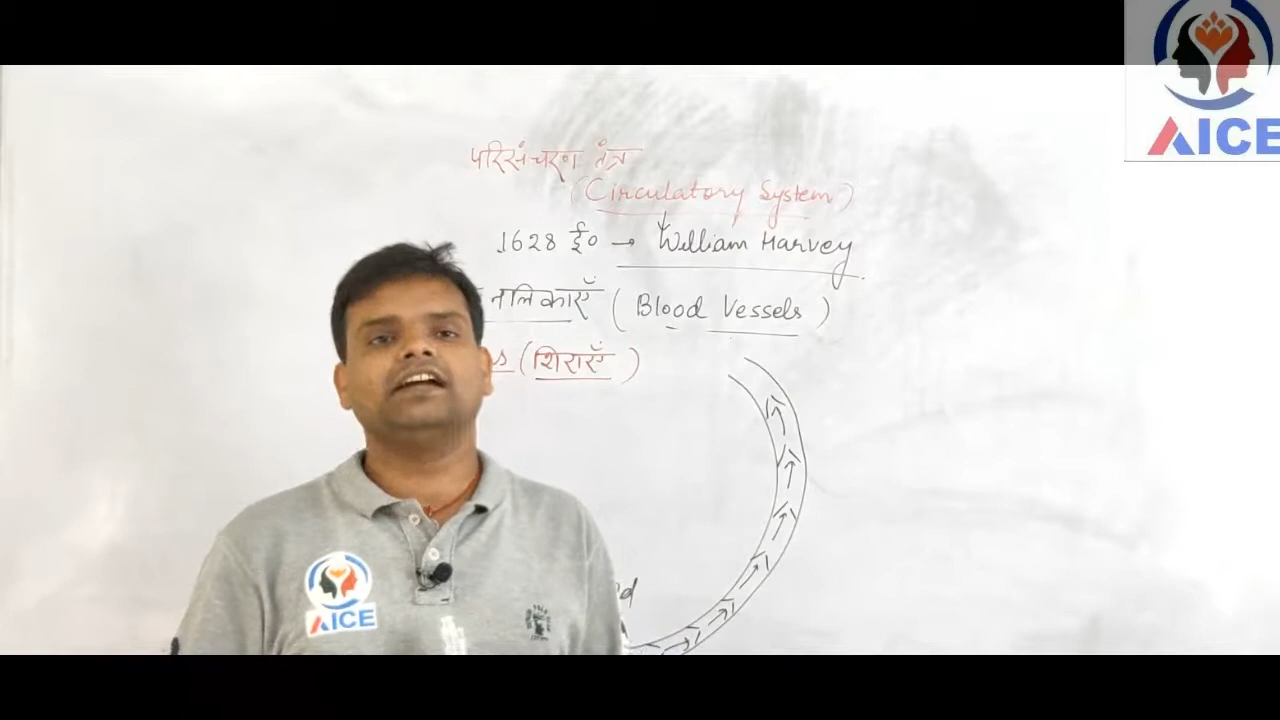 AICE
परिसंचरण तंत्र
(Circulatory System)
1628 ई० → William Harvey
नलिकाएँ (Blood Vessels)
(शिराएँ)
AICE